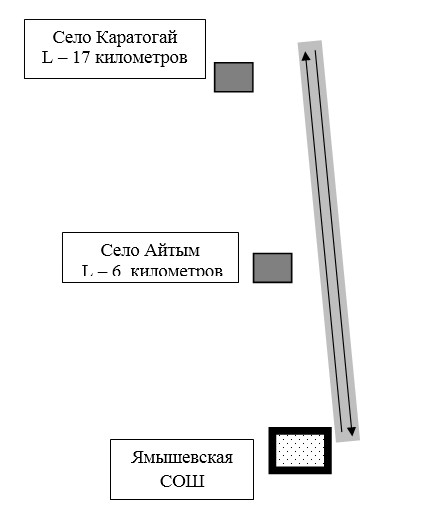 Село Каратогай
L – 17 километров
Село Айтым
L – 6 километров
Ямышевская
СОШ